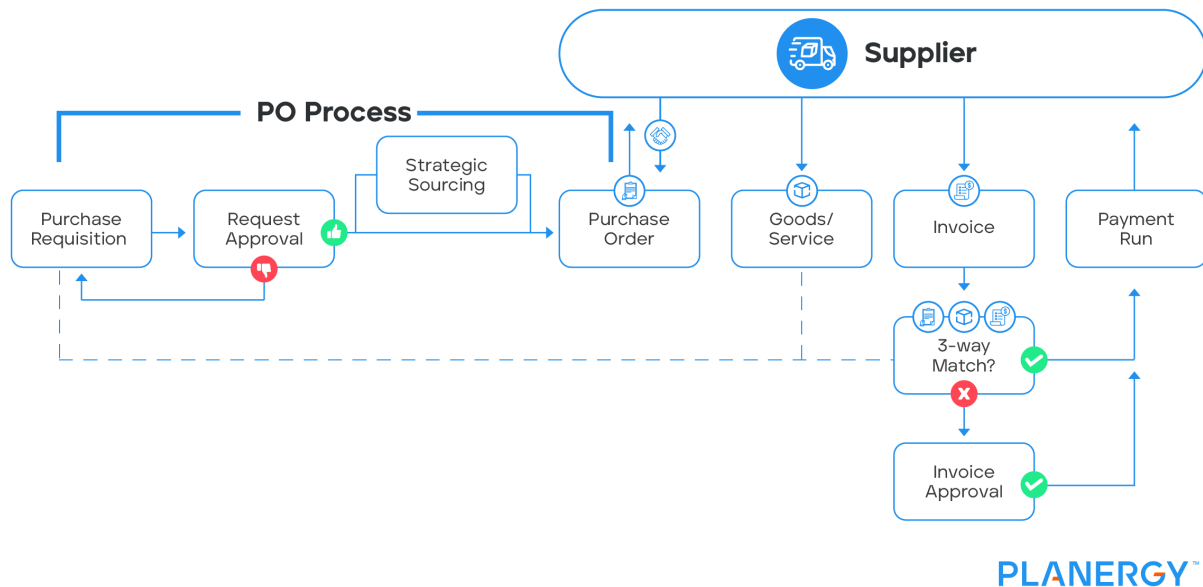 Supplier
PO Process
Strategic
Sourcing
Purchase
Requisition
Request
Approval
Purchase
Order
Goods/
Service
Invoice
Payment
Run
3-way
Match?
Invoice
Approval
PLANERGY™